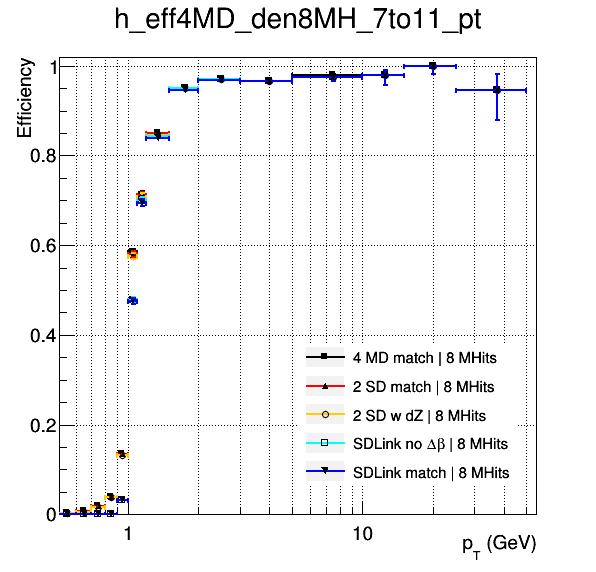 h_eff4MD_den8MH_7to11_pt
Efficiency
1
0.8
0.6
0.4
0.2
0
4 MD match | 8 MHits
2 SD match | 8 MHits
2 SD w dZ | 8 MHits
SDLink no Δβ | 8 MHits
SDLink match | 8 MHits
1 10
p_T (GeV)